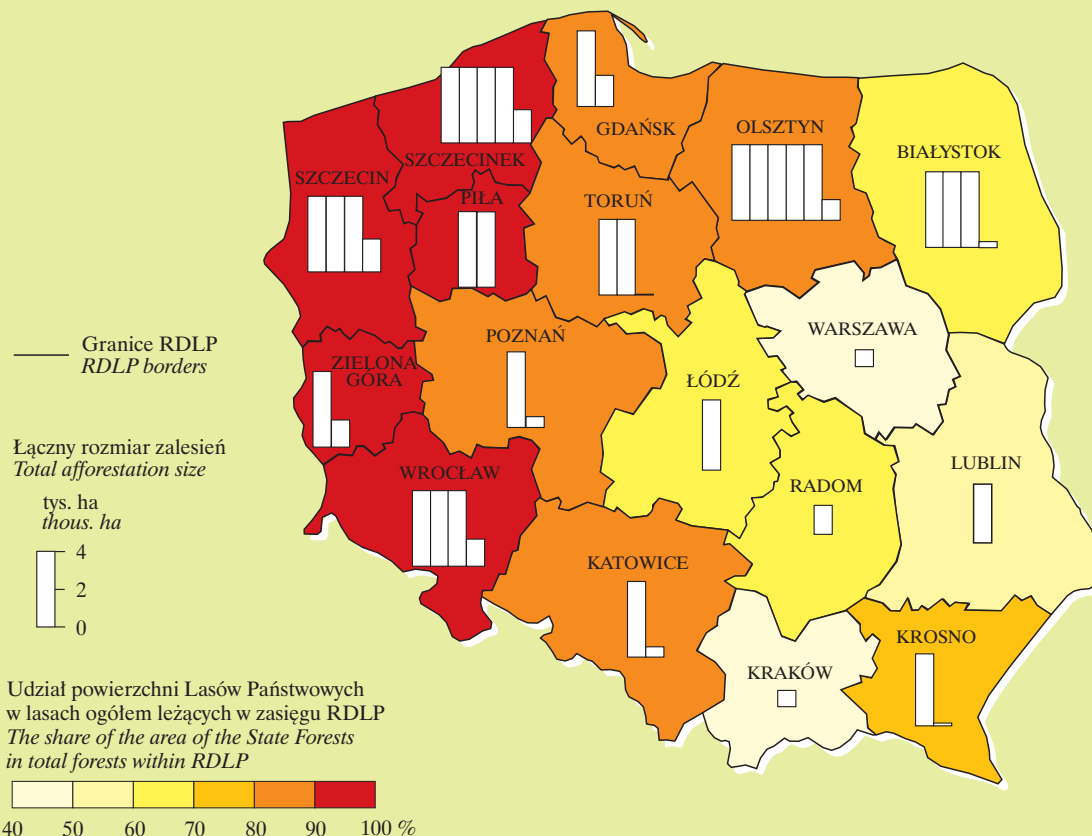 GDAŃSK
OLSZTYN
BIAŁYSTOK
SZCZECINEK
SZCZECIN
PIŁA
TORUŃ
WARSZAWA
POZNAŃ
ZIELONA
GÓRA
ŁÓDŹ
WROCŁAW
LUBLIN
RADOM
KATOWICE
KROSNO
KRAKÓW
Granice RDLP
RDLP borders
Łączny rozmiar zalesień
Total afforestation size
tys. ha
thous. ha
4
2
0
Udział powierzchni Lasów Państwowych
w lasach ogółem leżących w zasięgu RDLP
The share of the area of the State Forests
in total forests within RDLP
40 50 60 70 80 90 100 %